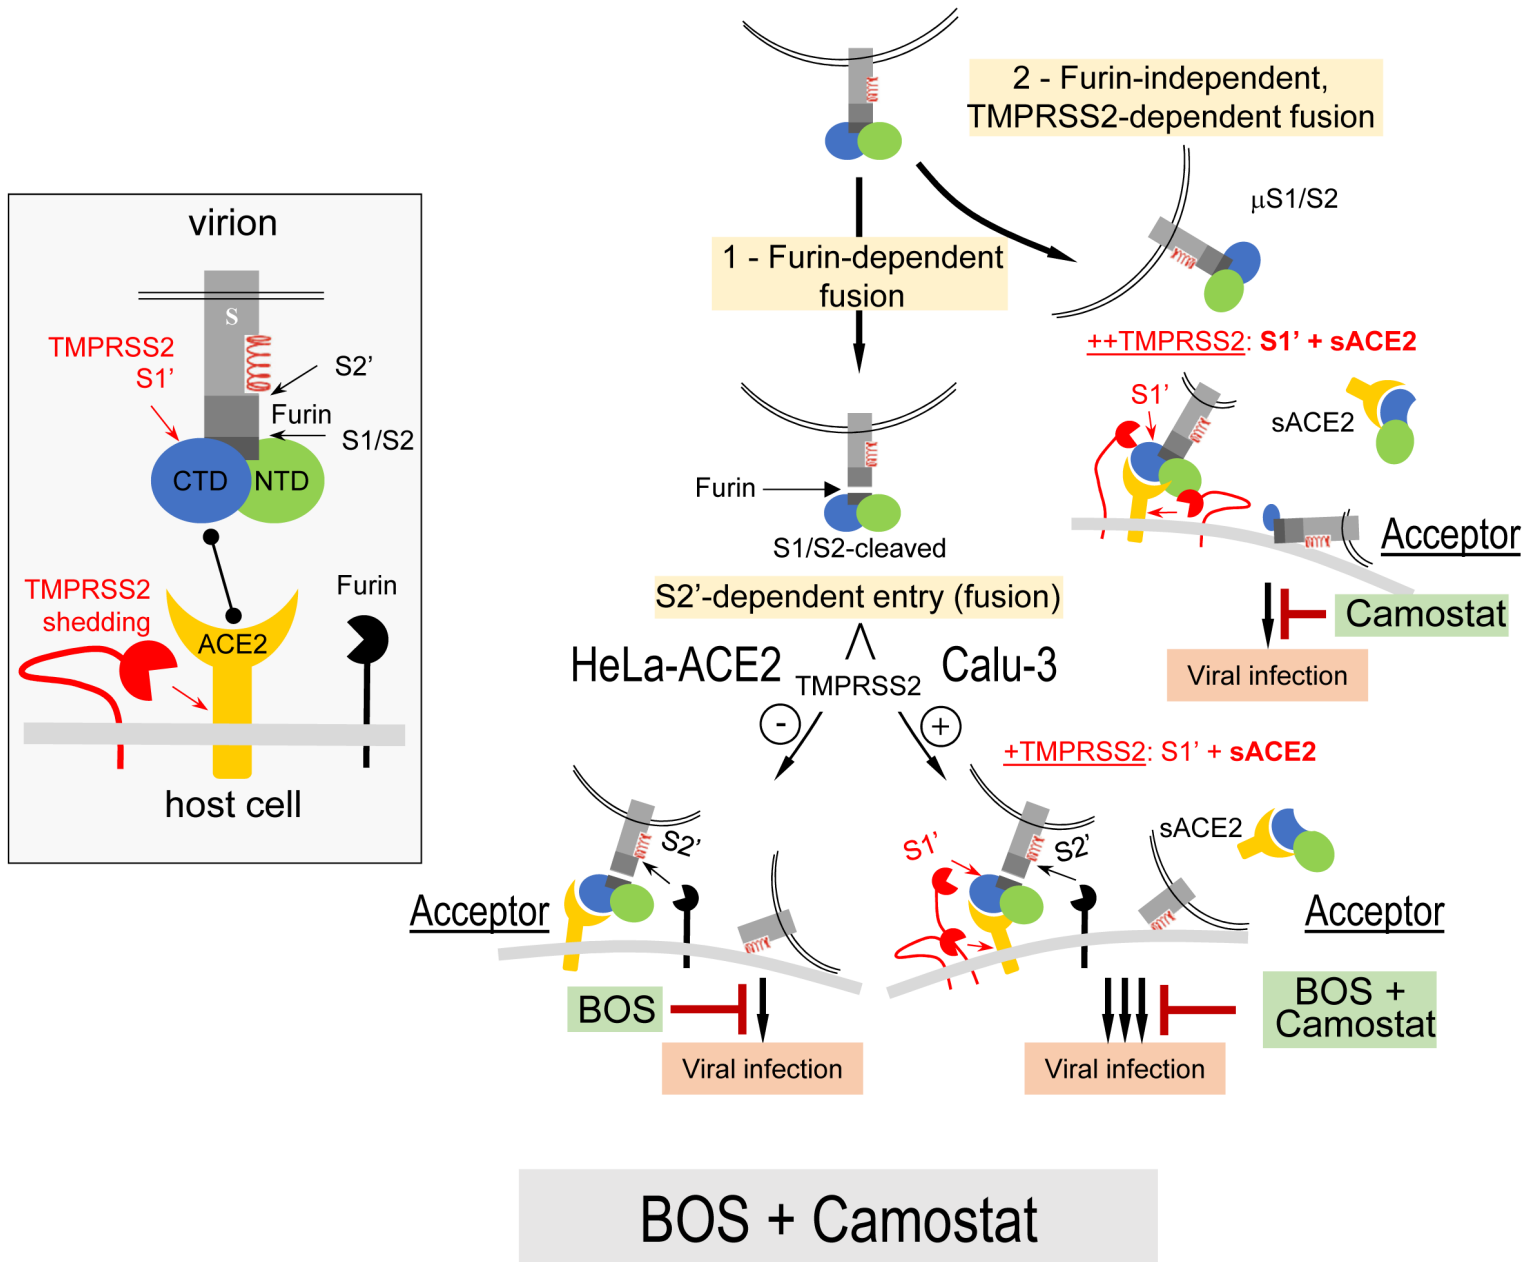 virion
S
TMPRSS2
S1’
S2’
Furin
S1/S2
CTD
NTD
TMPRSS2
shedding
ACE2
Furin
host cell
2 - Furin-independent,
TMPRSS2-dependent fusion
μS1/S2
1 - Furin-dependent
fusion
++TMPRSS2: S1’ + sACE2
S1’
sACE2
Acceptor
Camostat
Viral infection
Furin
S1/S2-cleaved
S2’-dependent entry (fusion)
HeLa-ACE2
TMPRSS2
Calu-3
-
+
+TMPRSS2: S1’ + sACE2
S2’
Acceptor
BOS
Viral infection
S1’
S2’
sACE2
Acceptor
BOS +
Camostat
Viral infection
BOS + Camostat